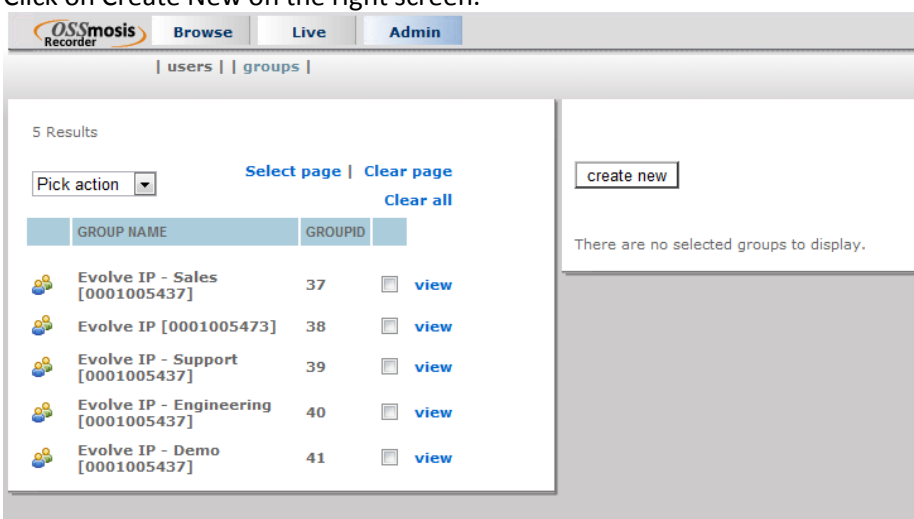 Click on Create New on the right screen.
OSSmosis
Recorder
Browse
Live
Admin
| users | | groups |
5 Results
Pick action
Select page | Clear page
Clear all
GROUP NAME
GROUPID
Evolve IP - Sales
[0001005437]
37
view
Evolve IP [0001005473]
38
view
Evolve IP - Support
[0001005437]
39
view
Evolve IP - Engineering
[0001005437]
40
view
Evolve IP - Demo
[0001005437]
41
view
create new
There are no selected groups to display.